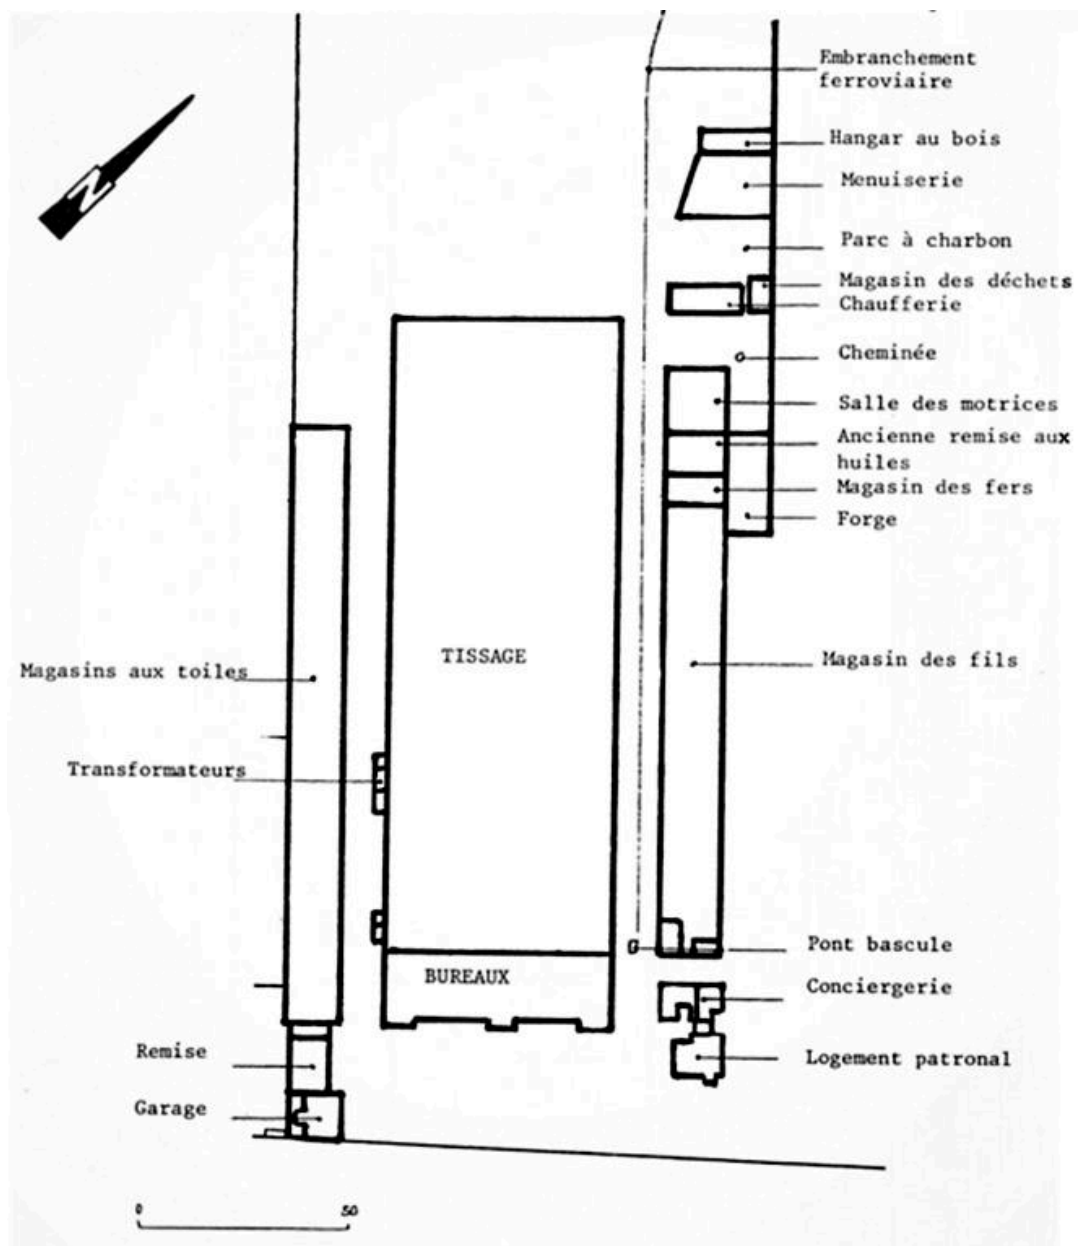 Embranchement
ferroviaire
N
Hangar au bois
Menuiserie
Parc à charbon
Magasin des déchets
Chaufferie
Cheminée
Salle des motrices
Ancienne remise aux
huiles
Magasin des fers
Forge
TISSAGE
Magasins aux toiles
Magasin des fils
Transformateurs
Pont bascule
BUREAUX
Conciergerie
Remise
Logement patronal
Garage
0 50